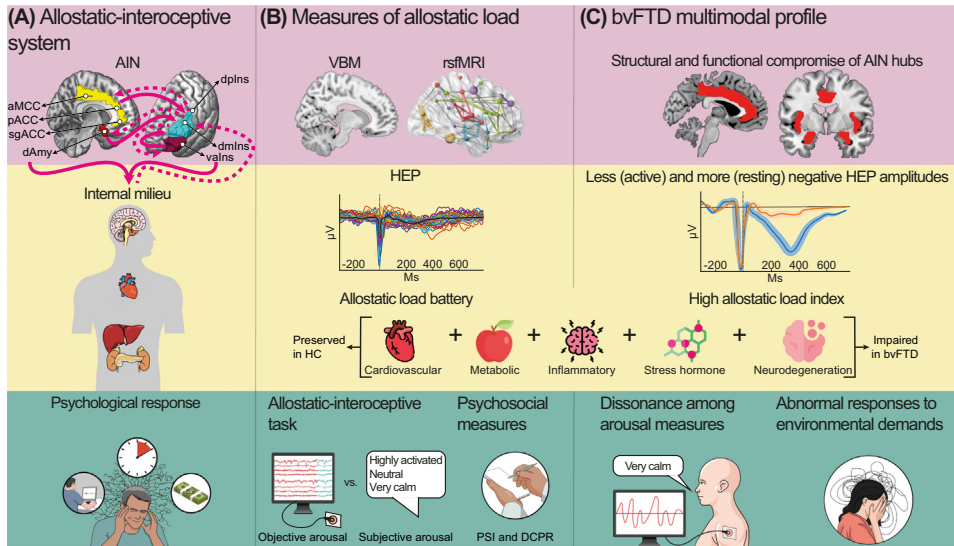 (A) Allostatic-interoceptive
system
AIN
dpIns
aMCC
pACC
sgACC
dAmy
dmIns
vaIns
Internal milieu
Psychological response
(B) Measures of allostatic load
VBM
rsfMRI
HEP
μV
-200
200
400
600
Ms
Allostatic load battery
Preserved
in HC
Cardiovascular
+
Metabolic
+
Inflammatory
+
Stress hormone
+
Neurodegeneration
Allostatic-interoceptive
task
Psychosocial
measures
vs.
Highly activated
Neutral
Very calm
Objective arousal
Subjective arousal
PSI and DCPR
(C) bvFTD multimodal profile
Structural and functional compromise of AIN hubs
Less (active) and more (resting) negative HEP amplitudes
μV
-200
200
400
600
Ms
High allostatic load index
Impaired
in bvFTD
Dissonance among
arousal measures
Very calm
Abnormal responses to
environmental demands